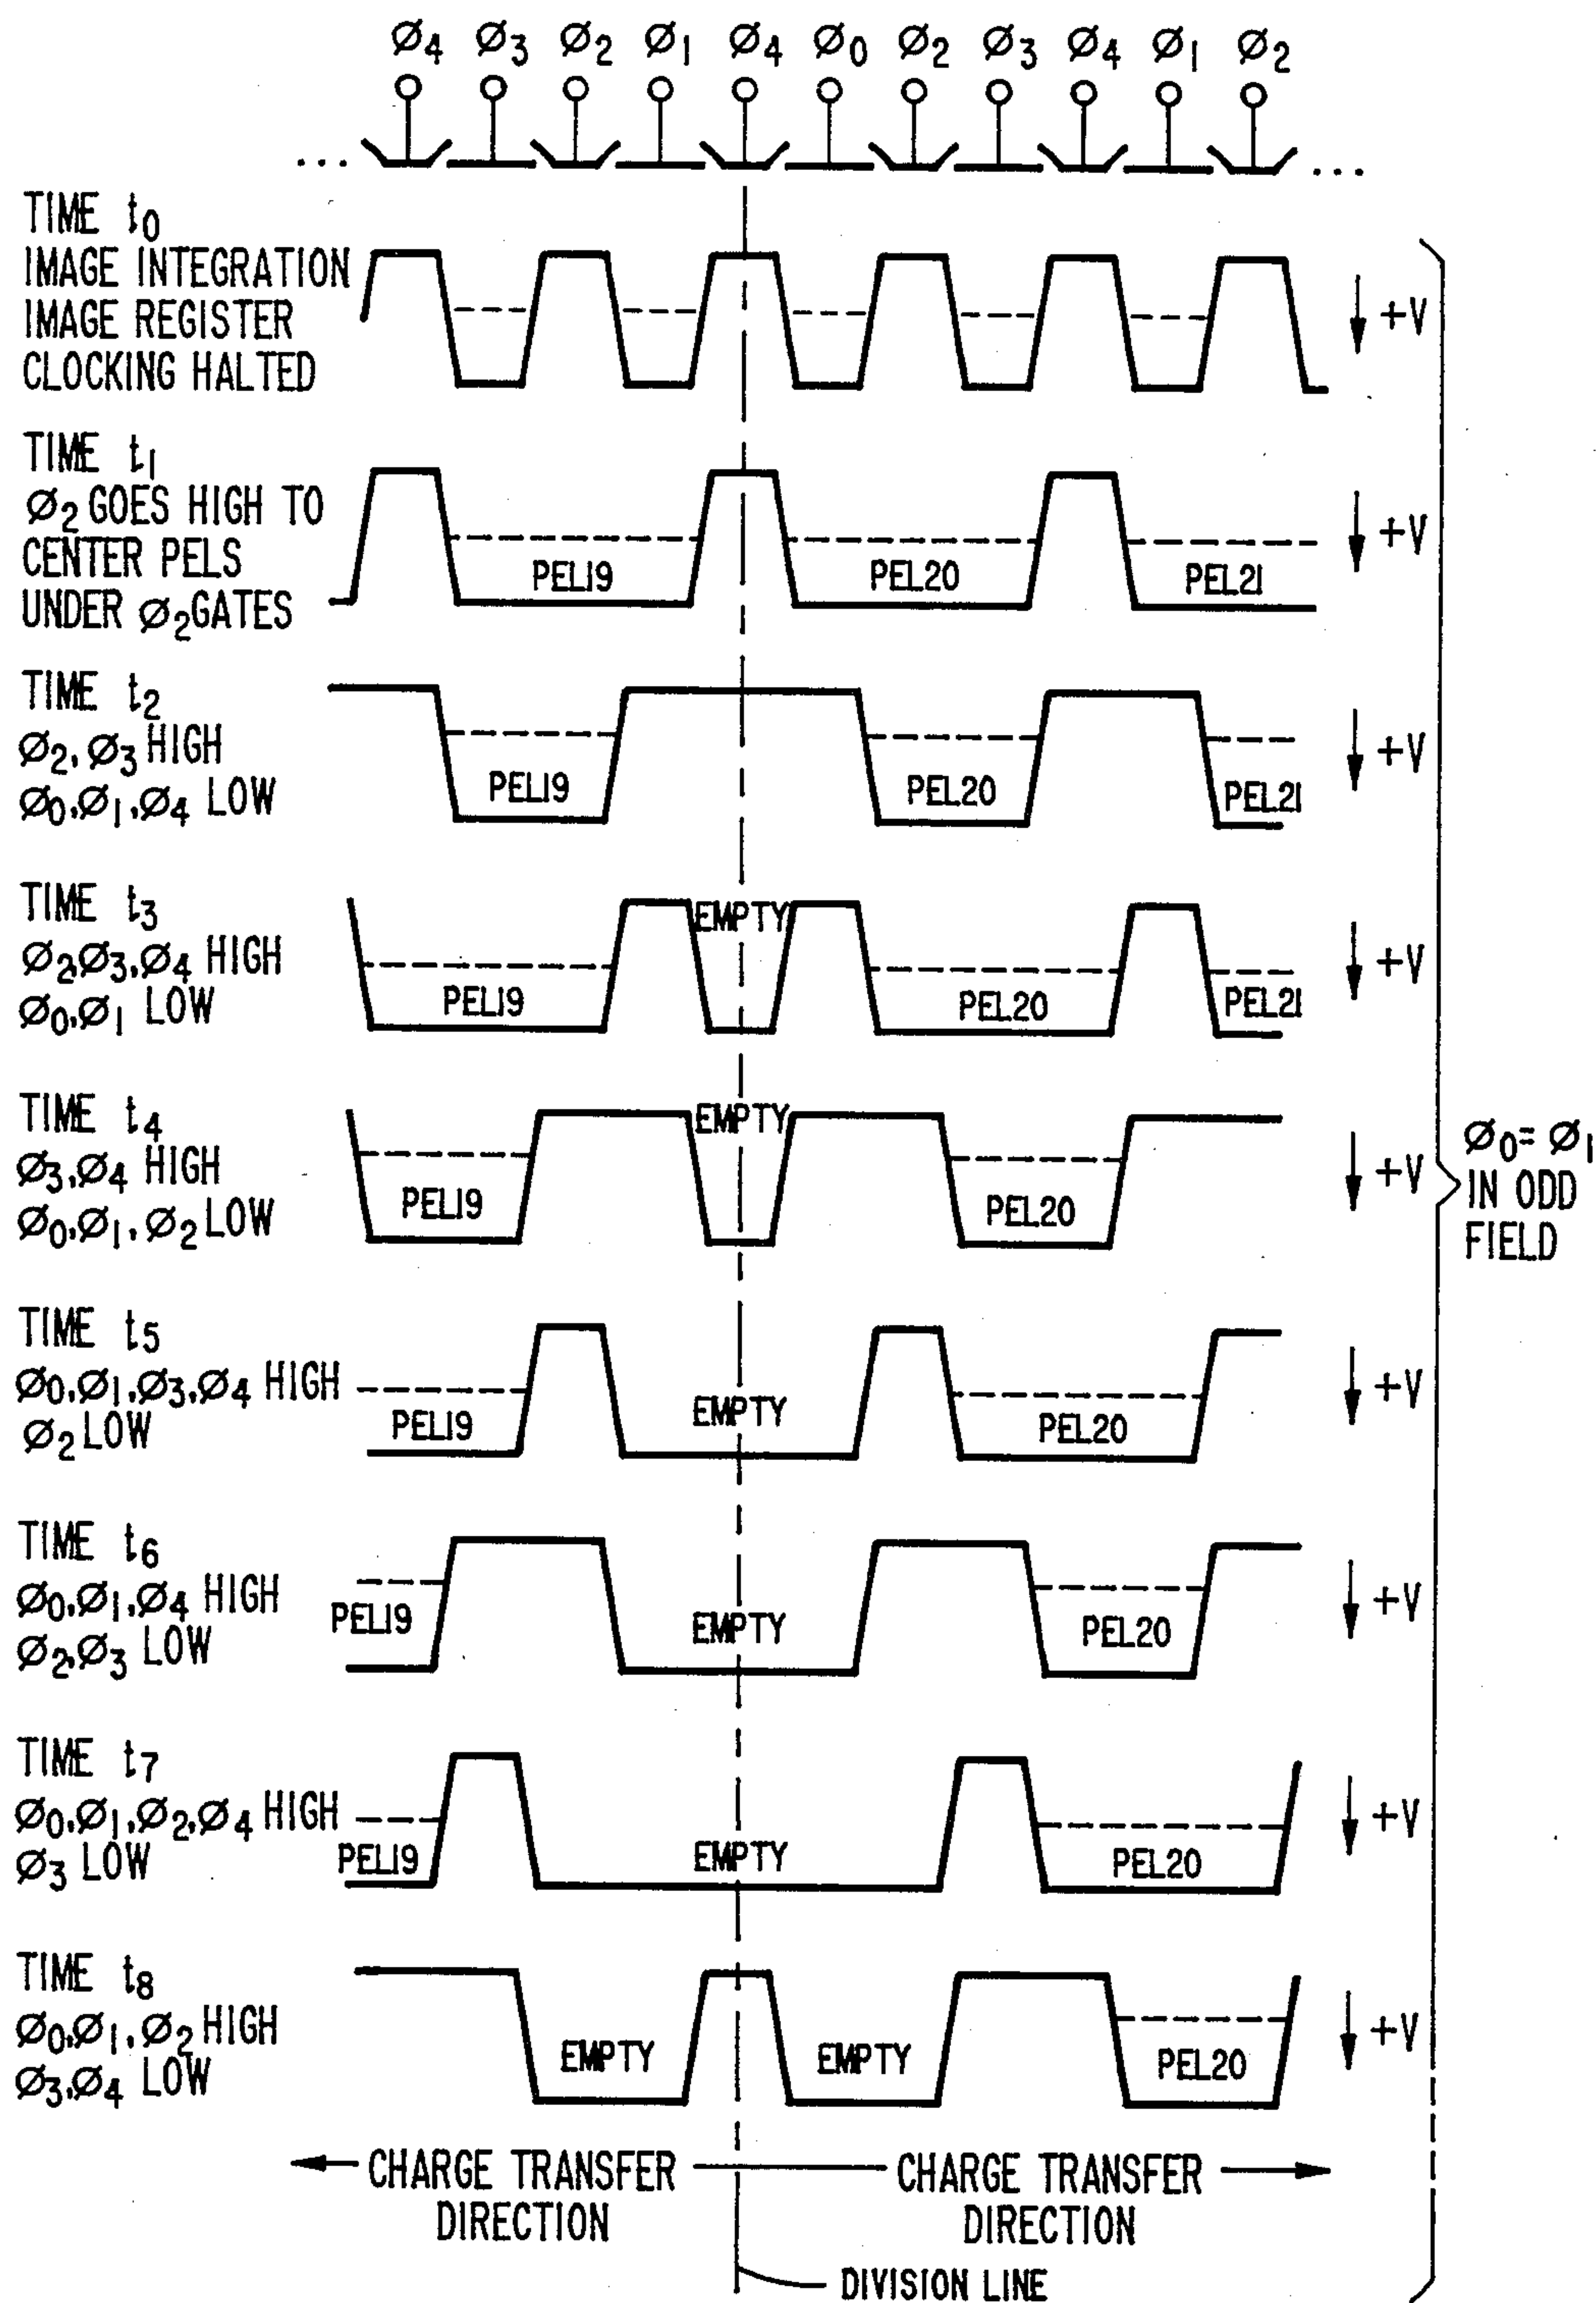 Ø4 Ø3 Ø2 Ø1 Ø4 Ø0 Ø2 Ø3 Ø4 Ø1 Ø2
... ...
TIME t0
IMAGE INTEGRATION
IMAGE REGISTER
CLOCKING HALTED
+V
TIME t1
Ø2 GOES HIGH TO
CENTER PELS
UNDER Ø2 GATES
PEL19 PEL20 PEL21
+V
TIME t2
Ø2, Ø3 HIGH
Ø0,Ø1,Ø4 LOW
PEL19 PEL20 PEL21
+V
TIME t3
Ø2,Ø3,Ø4 HIGH
Ø0,Ø1 LOW
EMPTY
PEL19 PEL20 PEL21
+V
TIME t4
Ø3,Ø4 HIGH
Ø0,Ø1,Ø2 LOW
EMPTY
PEL19 PEL20
+V
Ø0= Ø1
IN ODD
FIELD
TIME t5
Ø0,Ø1,Ø3,Ø4 HIGH
Ø2 LOW
PEL19 EMPTY PEL20
+V
TIME t6
Ø0,Ø1,Ø4 HIGH
Ø2,Ø3 LOW
PEL19 EMPTY PEL20
+V
TIME t7
Ø0,Ø1,Ø2,Ø4 HIGH
Ø3 LOW
PEL19 EMPTY PEL20
+V
TIME t8
Ø0,Ø1,Ø2 HIGH
Ø3,Ø4 LOW
EMPTY EMPTY PEL20
+V
CHARGE TRANSFER
DIRECTION
CHARGE TRANSFER
DIRECTION
DIVISION LINE